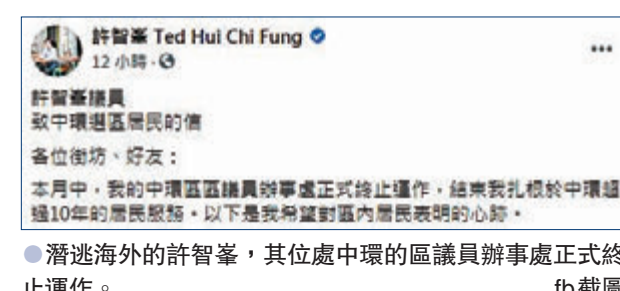 許智峯 Ted Hui Chi Fung
12 小時 ·
許智峯議員
致中環選區居民的信
各位街坊、好友：
本月中，我的中環區區議員辦事處正式終止運作，結束我扎根於中環超
過10年的居民服務。以下是我希望對區內居民表明的心跡。
●潛逃海外的許智峯，其位處中環的區議員辦事處正式終
止運作。 fb截圖